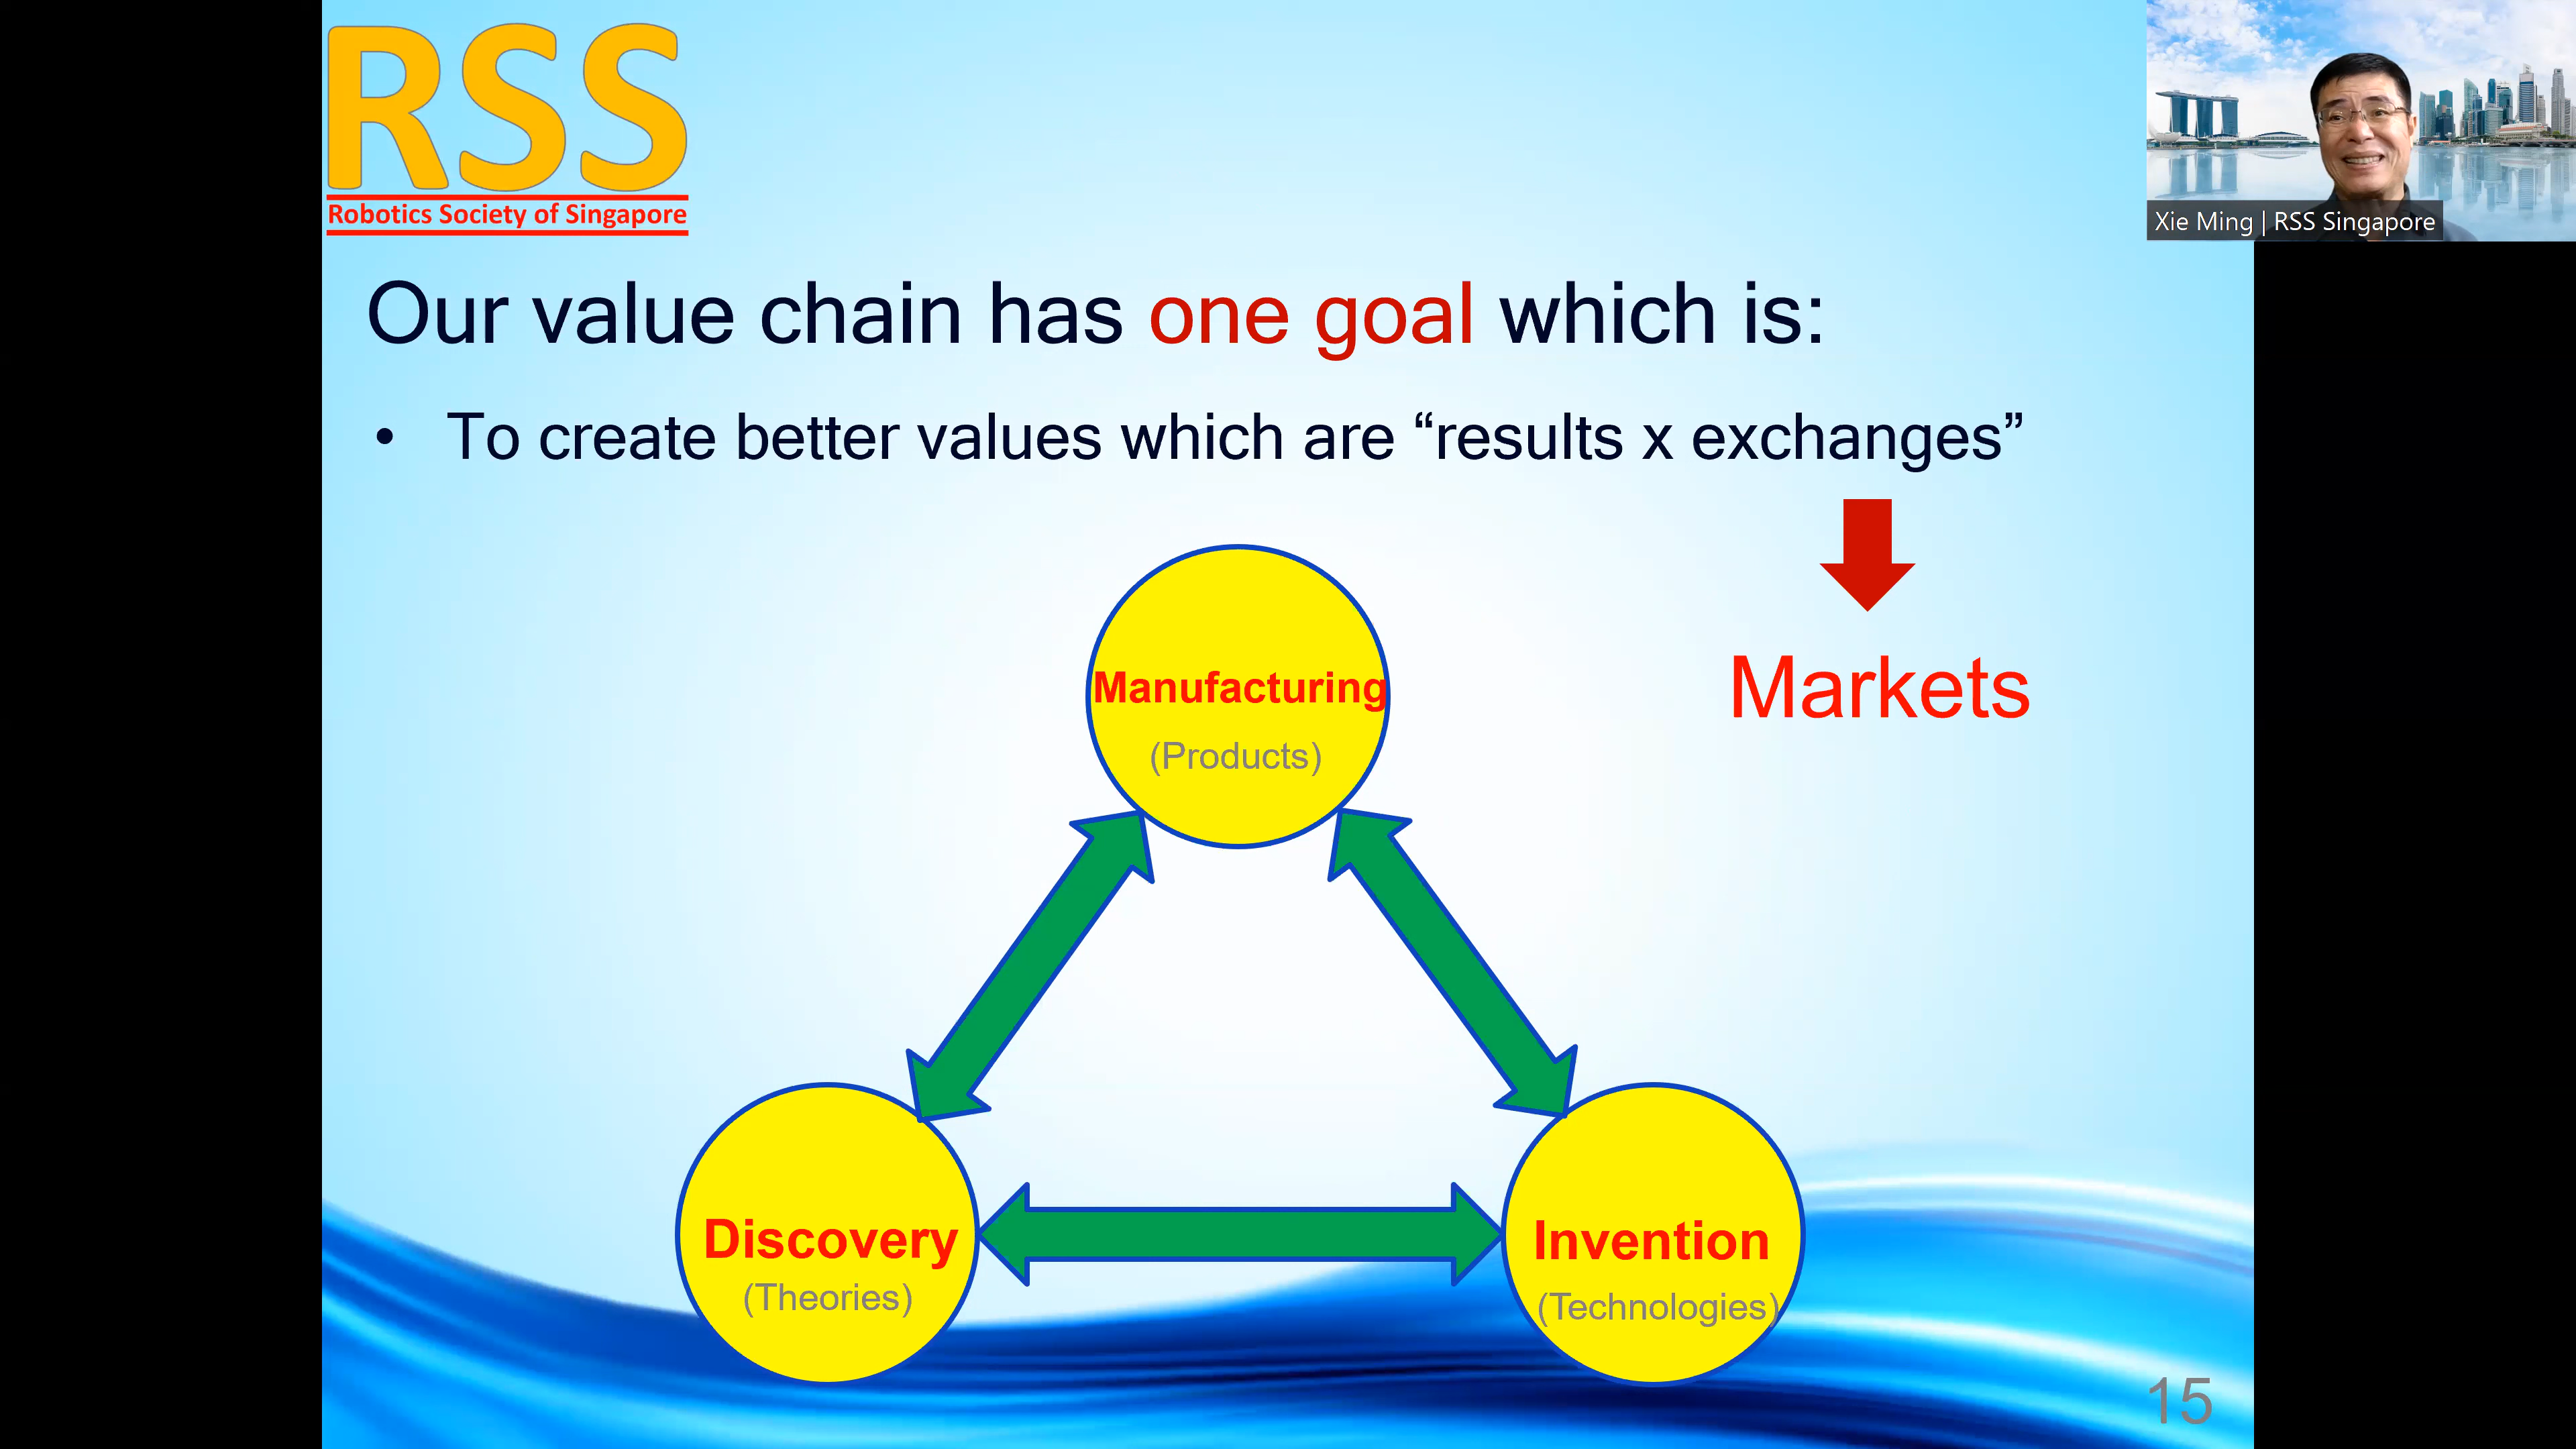 RSS
Robotics Society of Singapore
Xie Ming | RSS Singapore
Our value chain has one goal which is:
• To create better values which are “results x exchanges”
Markets
Manufacturing
(Products)
Discovery
(Theories)
Invention
(Technologies)
15